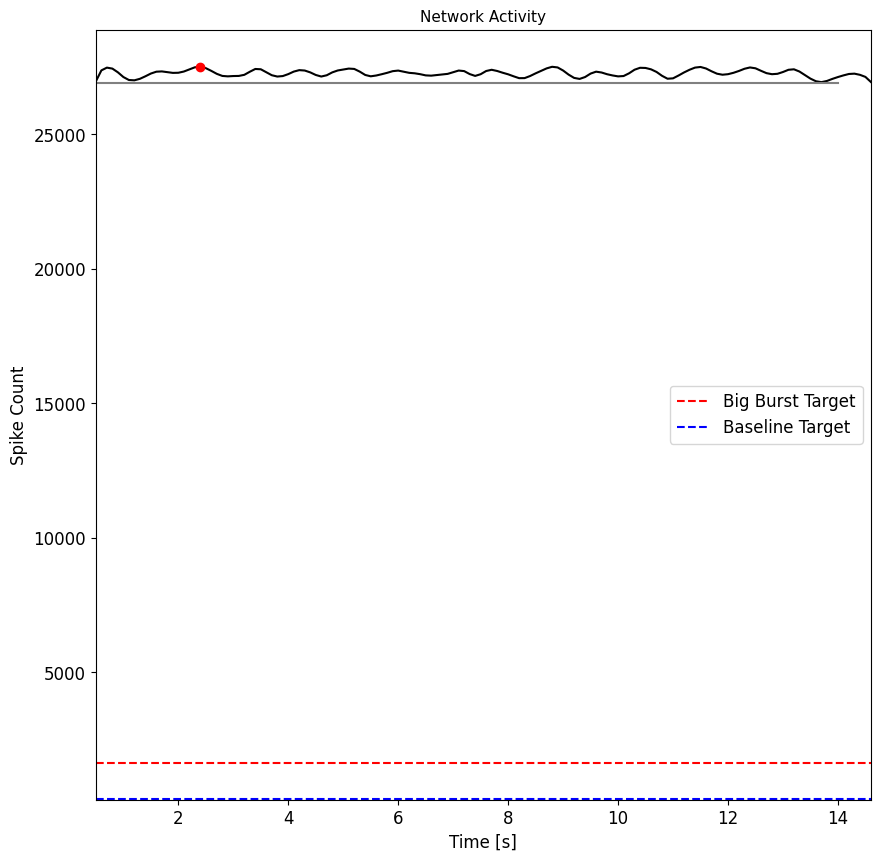 Network Activity
25000
20000
15000
10000
5000
Spike Count
Big Burst Target
Baseline Target
2 4 6 8 10 12 14
Time [s]